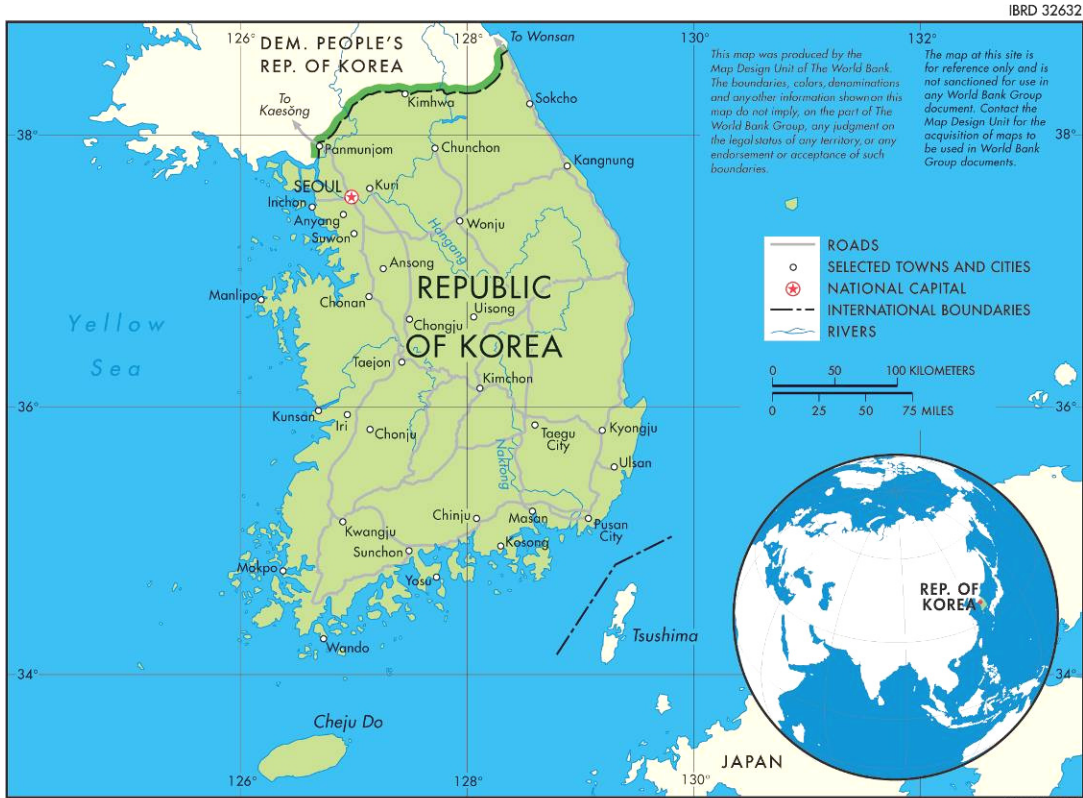 IBRD 32632
126°
128°
130°
132°
To Wonsan
DEM. PEOPLE'S
REP. OF KOREA
This map was produced by the
Map Design Unit of The World Bank.
The boundaries, colors, denominations
and any other information shown on this
map do not imply, on the part of The
World Bank Group, any judgment on
the legal status of any territory, or any
endorsement or acceptance of such
boundaries.
The map at this site is
for reference only and is
not sanctioned for use in
any World Bank Group
document. Contact the
Map Design Unit for the
acquisition of maps to
be used in World Bank
Group documents.
To
Kaesŏng
Kimhwa
Sokcho
38°
38°
Panmunjom
Chunchon
Kangnung
SEOUL
Kuri
Inchon
Anyang
Suwon
Hangang
Wonju
ROADS
SELECTED TOWNS AND CITIES
NATIONAL CAPITAL
INTERNATIONAL BOUNDARIES
RIVERS
Ansong
Manlipo
Chonan
REPUBLIC
OF KOREA
Uisong
Chongju
Yellow
Sea
Taejon
Kimchon
0 50 100 KILOMETERS
0 25 50 75 MILES
36°
36°
Kunsan
Iri
Chonju
Taegu
City
Kyongju
Naktong
Ulsan
Kwangju
Chinju
Masan
Pusan
City
Sunchon
Kosong
Mokpo
Yosu
REP. OF
KOREA
Wando
Tsushima
34°
34°
Cheju Do
JAPAN
126°
128°
130°